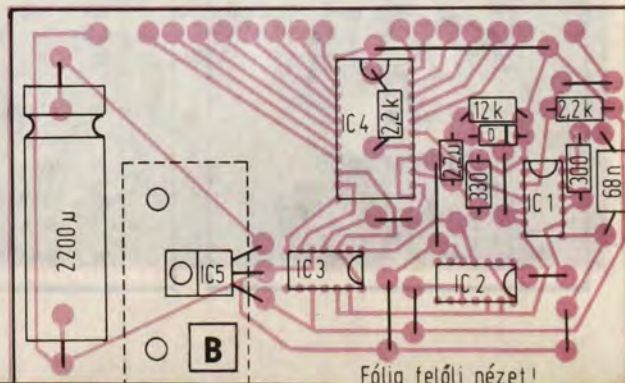 IC4
2,2k
12k
D
2,2k
2,2µ
330
IC1
300
68n
2200µ
IC5
IC3
IC2
B
Fólia felőli nézet!